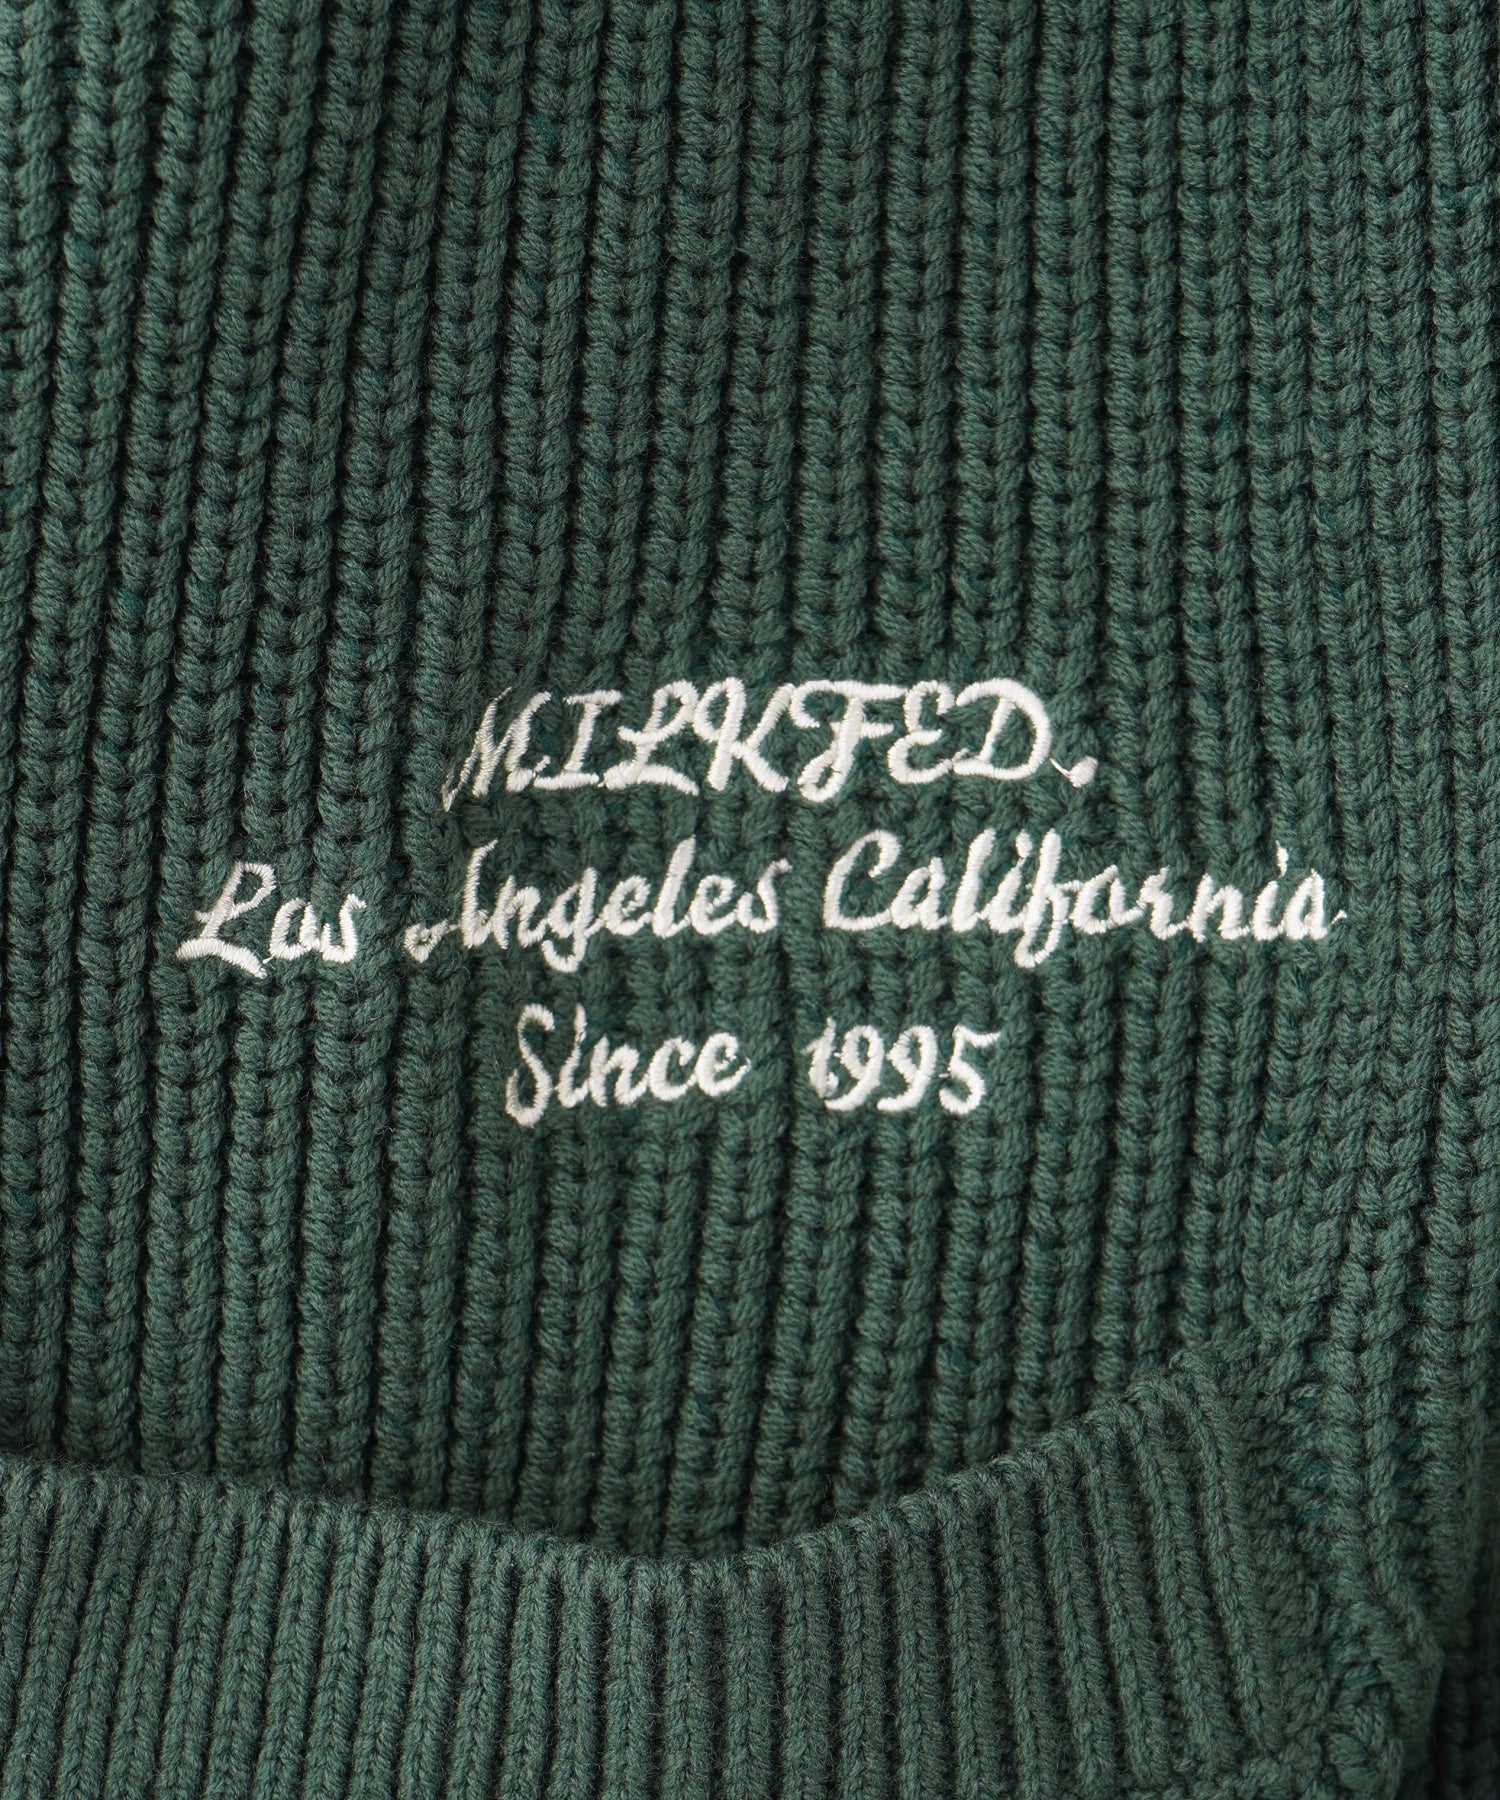 MILKFED.
Los Angeles California
Since 1995